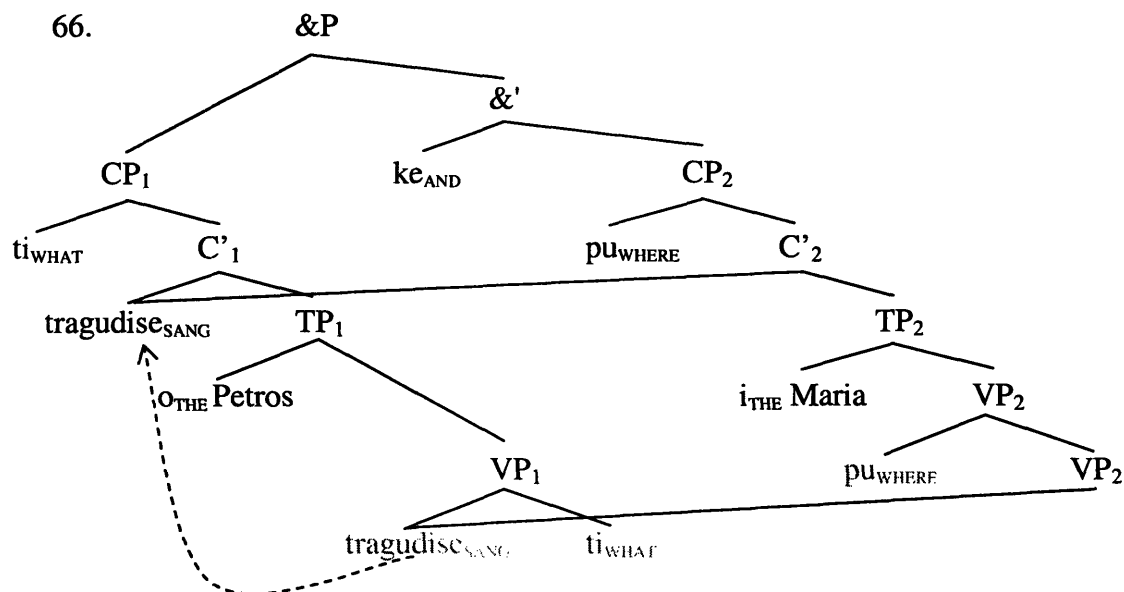 66. &P
&'
CP₁ keAND CP₂
tiWHAT C'₁ puWHERE C'₂
tragudiseSANG TP₁ TP₂
oTHE Petros iTHE Maria VP₂
VP₁ puWHERE VP₂
tragudiseSANG tiWHAT